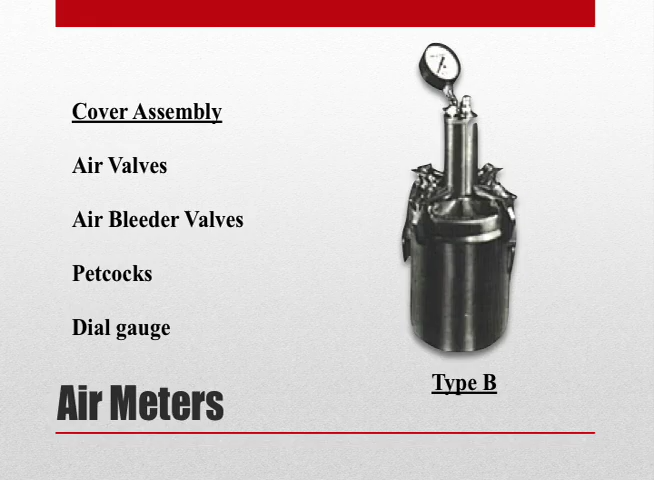 Cover Assembly
Air Valves
Air Bleeder Valves
Petcocks
Dial gauge
Type B
Air Meters